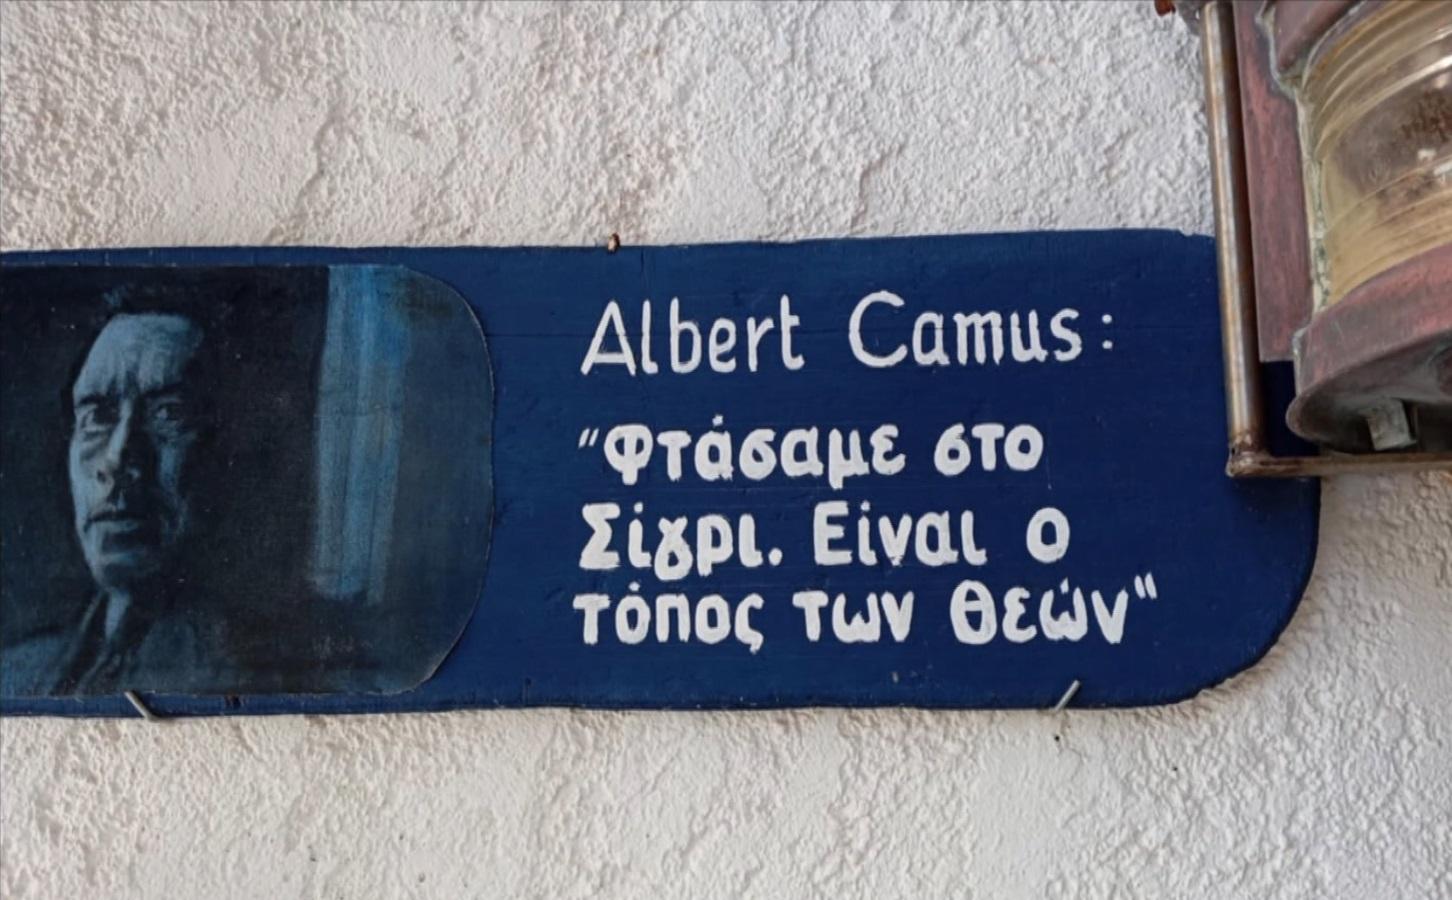 Albert Camus:
"Φτάσαμε στο
Σίγρι. Είναι ο
τόπος των θεών"